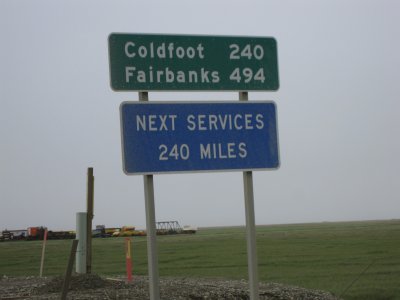 Coldfoot 240
Fairbanks 494
NEXT SERVICES
240 MILES